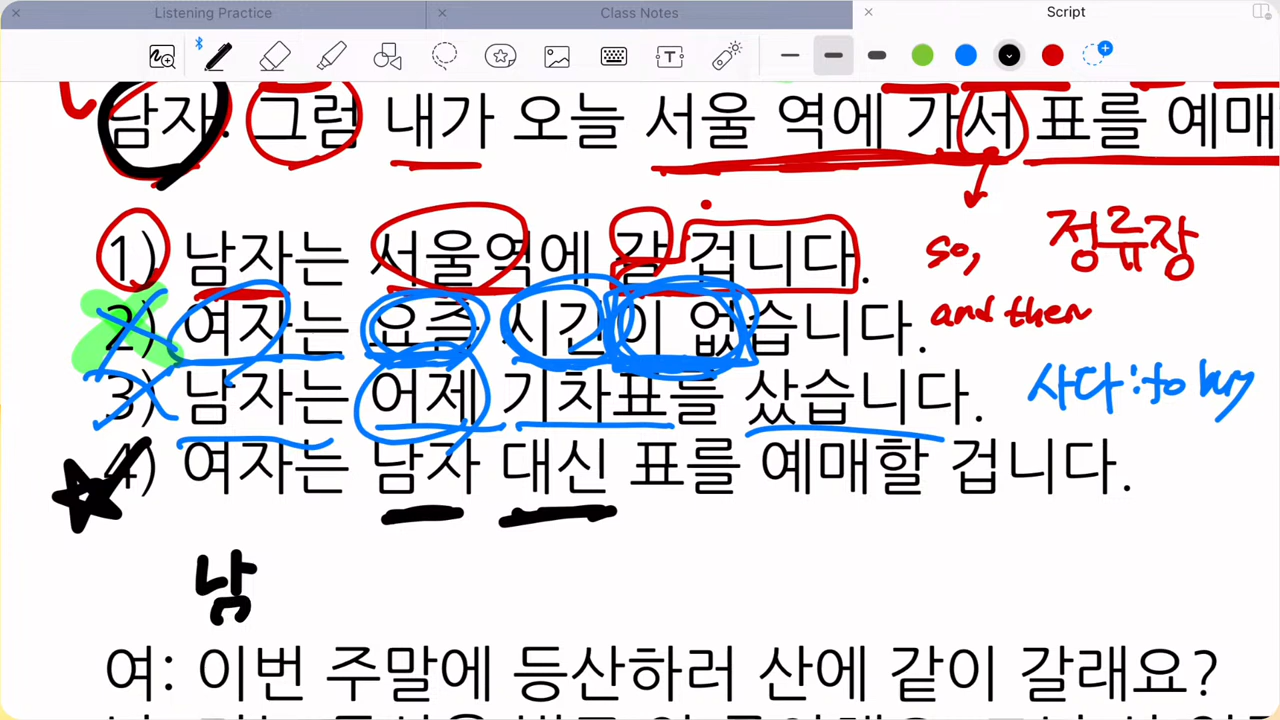 Listening Practice
Class Notes
Script
남자: 그럼 내가 오늘 서울 역에 가서 표를 예매
1) 남자는 서울역에 갈 겁니다.
so,
정류장
2) 여자는 요즘 시간이 없습니다.
and then
3) 남자는 어제 기차표를 샀습니다.
사다: to buy
4) 여자는 남자 대신 표를 예매할 겁니다.
남
여: 이번 주말에 등산하러 산에 같이 갈래요?